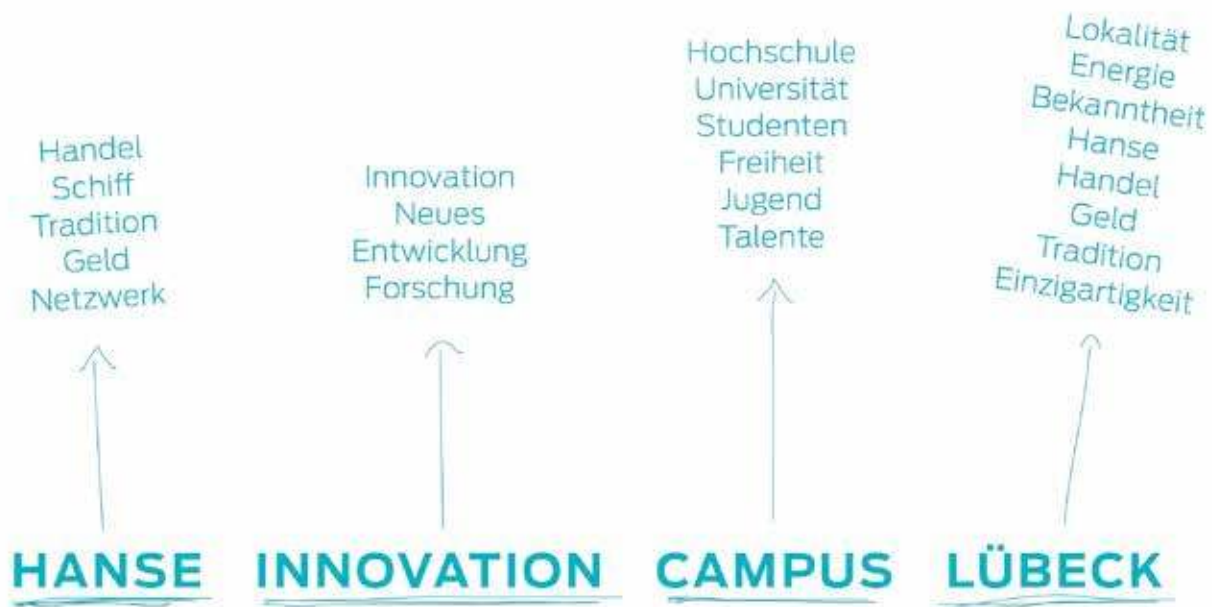 Handel
Schiff
Tradition
Geld
Netzwerk
Innovation
Neues
Entwicklung
Forschung
Hochschule
Universität
Studenten
Freiheit
Jugend
Talente
Lokalität
Energie
Bekanntheit
Hanse
Handel
Geld
Tradition
Einzigartigkeit
HANSE INNOVATION CAMPUS LÜBECK